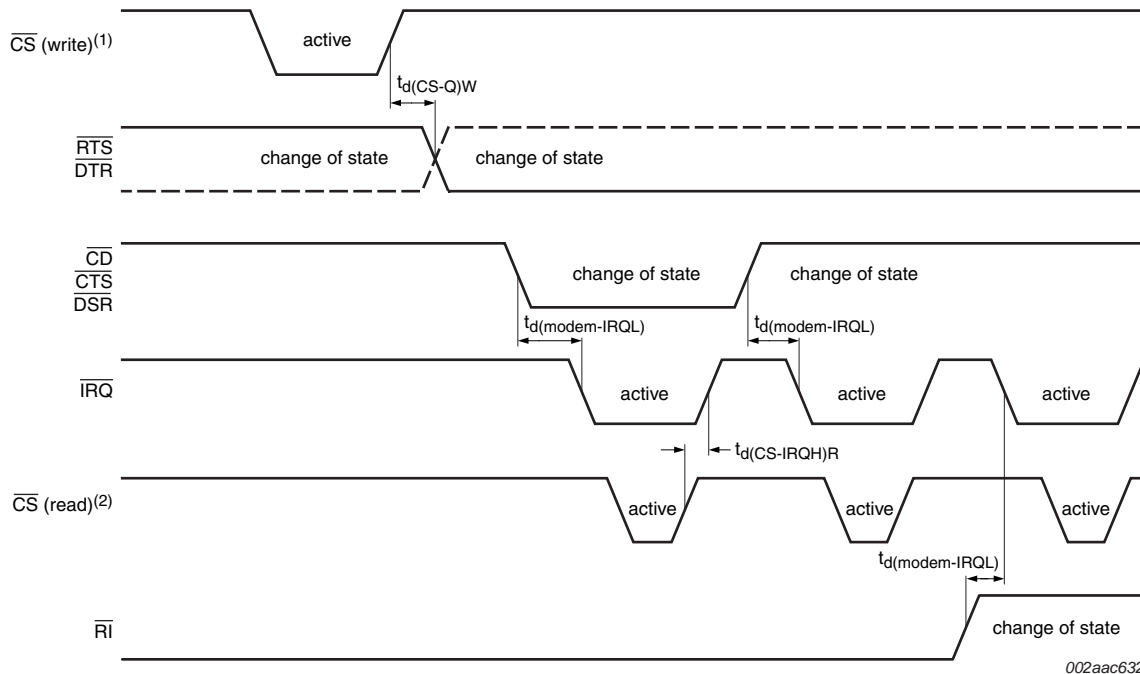 CS (write)(1)
active
td(CS-Q)W
RTS
DTR
change of state
change of state
CD
CTS
DSR
change of state
change of state
td(modem-IRQL)
td(modem-IRQL)
IRQ
active
active
active
td(CS-IRQH)R
CS (read)(2)
active
active
active
td(modem-IRQL)
RI
change of state
002aac632